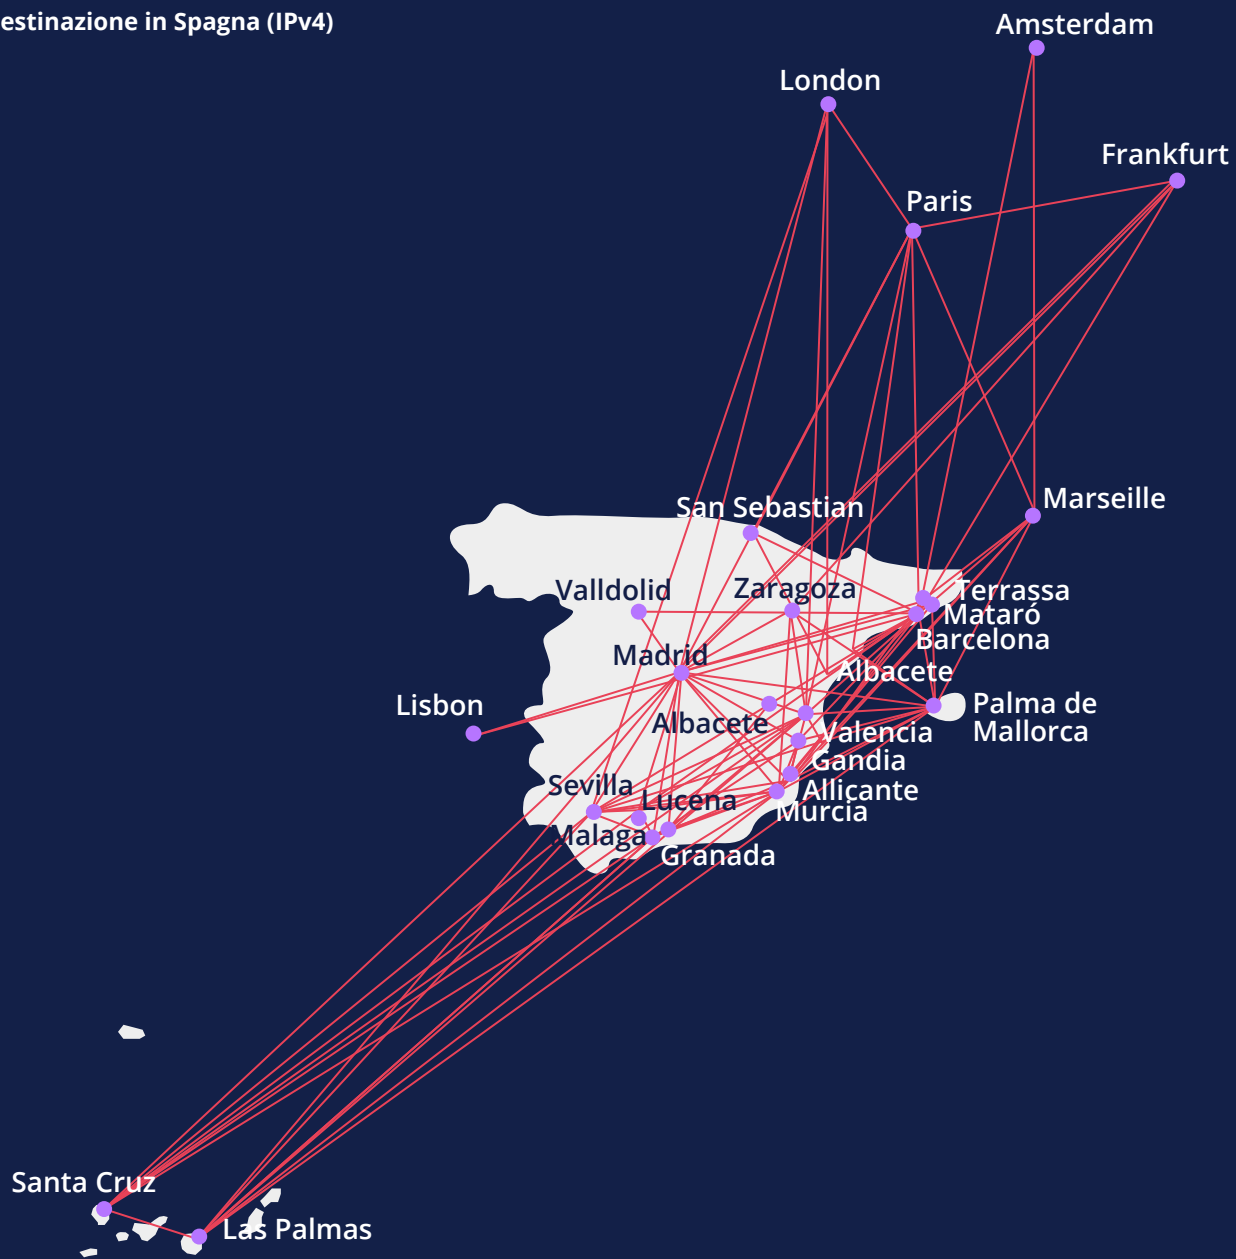 estinazione in Spagna (IPv4)
Amsterdam
London
Frankfurt
Paris
Marseille
San Sebastian
Valldolid
Zaragoza
Terrassa
Mataró
Barcelona
Madrid
Albacete
Lisbon
Palma de
Mallorca
Albacete
Valencia
Gandia
Sevilla
Allicante
Lucena
Murcia
Malaga
Granada
Santa Cruz
Las Palmas